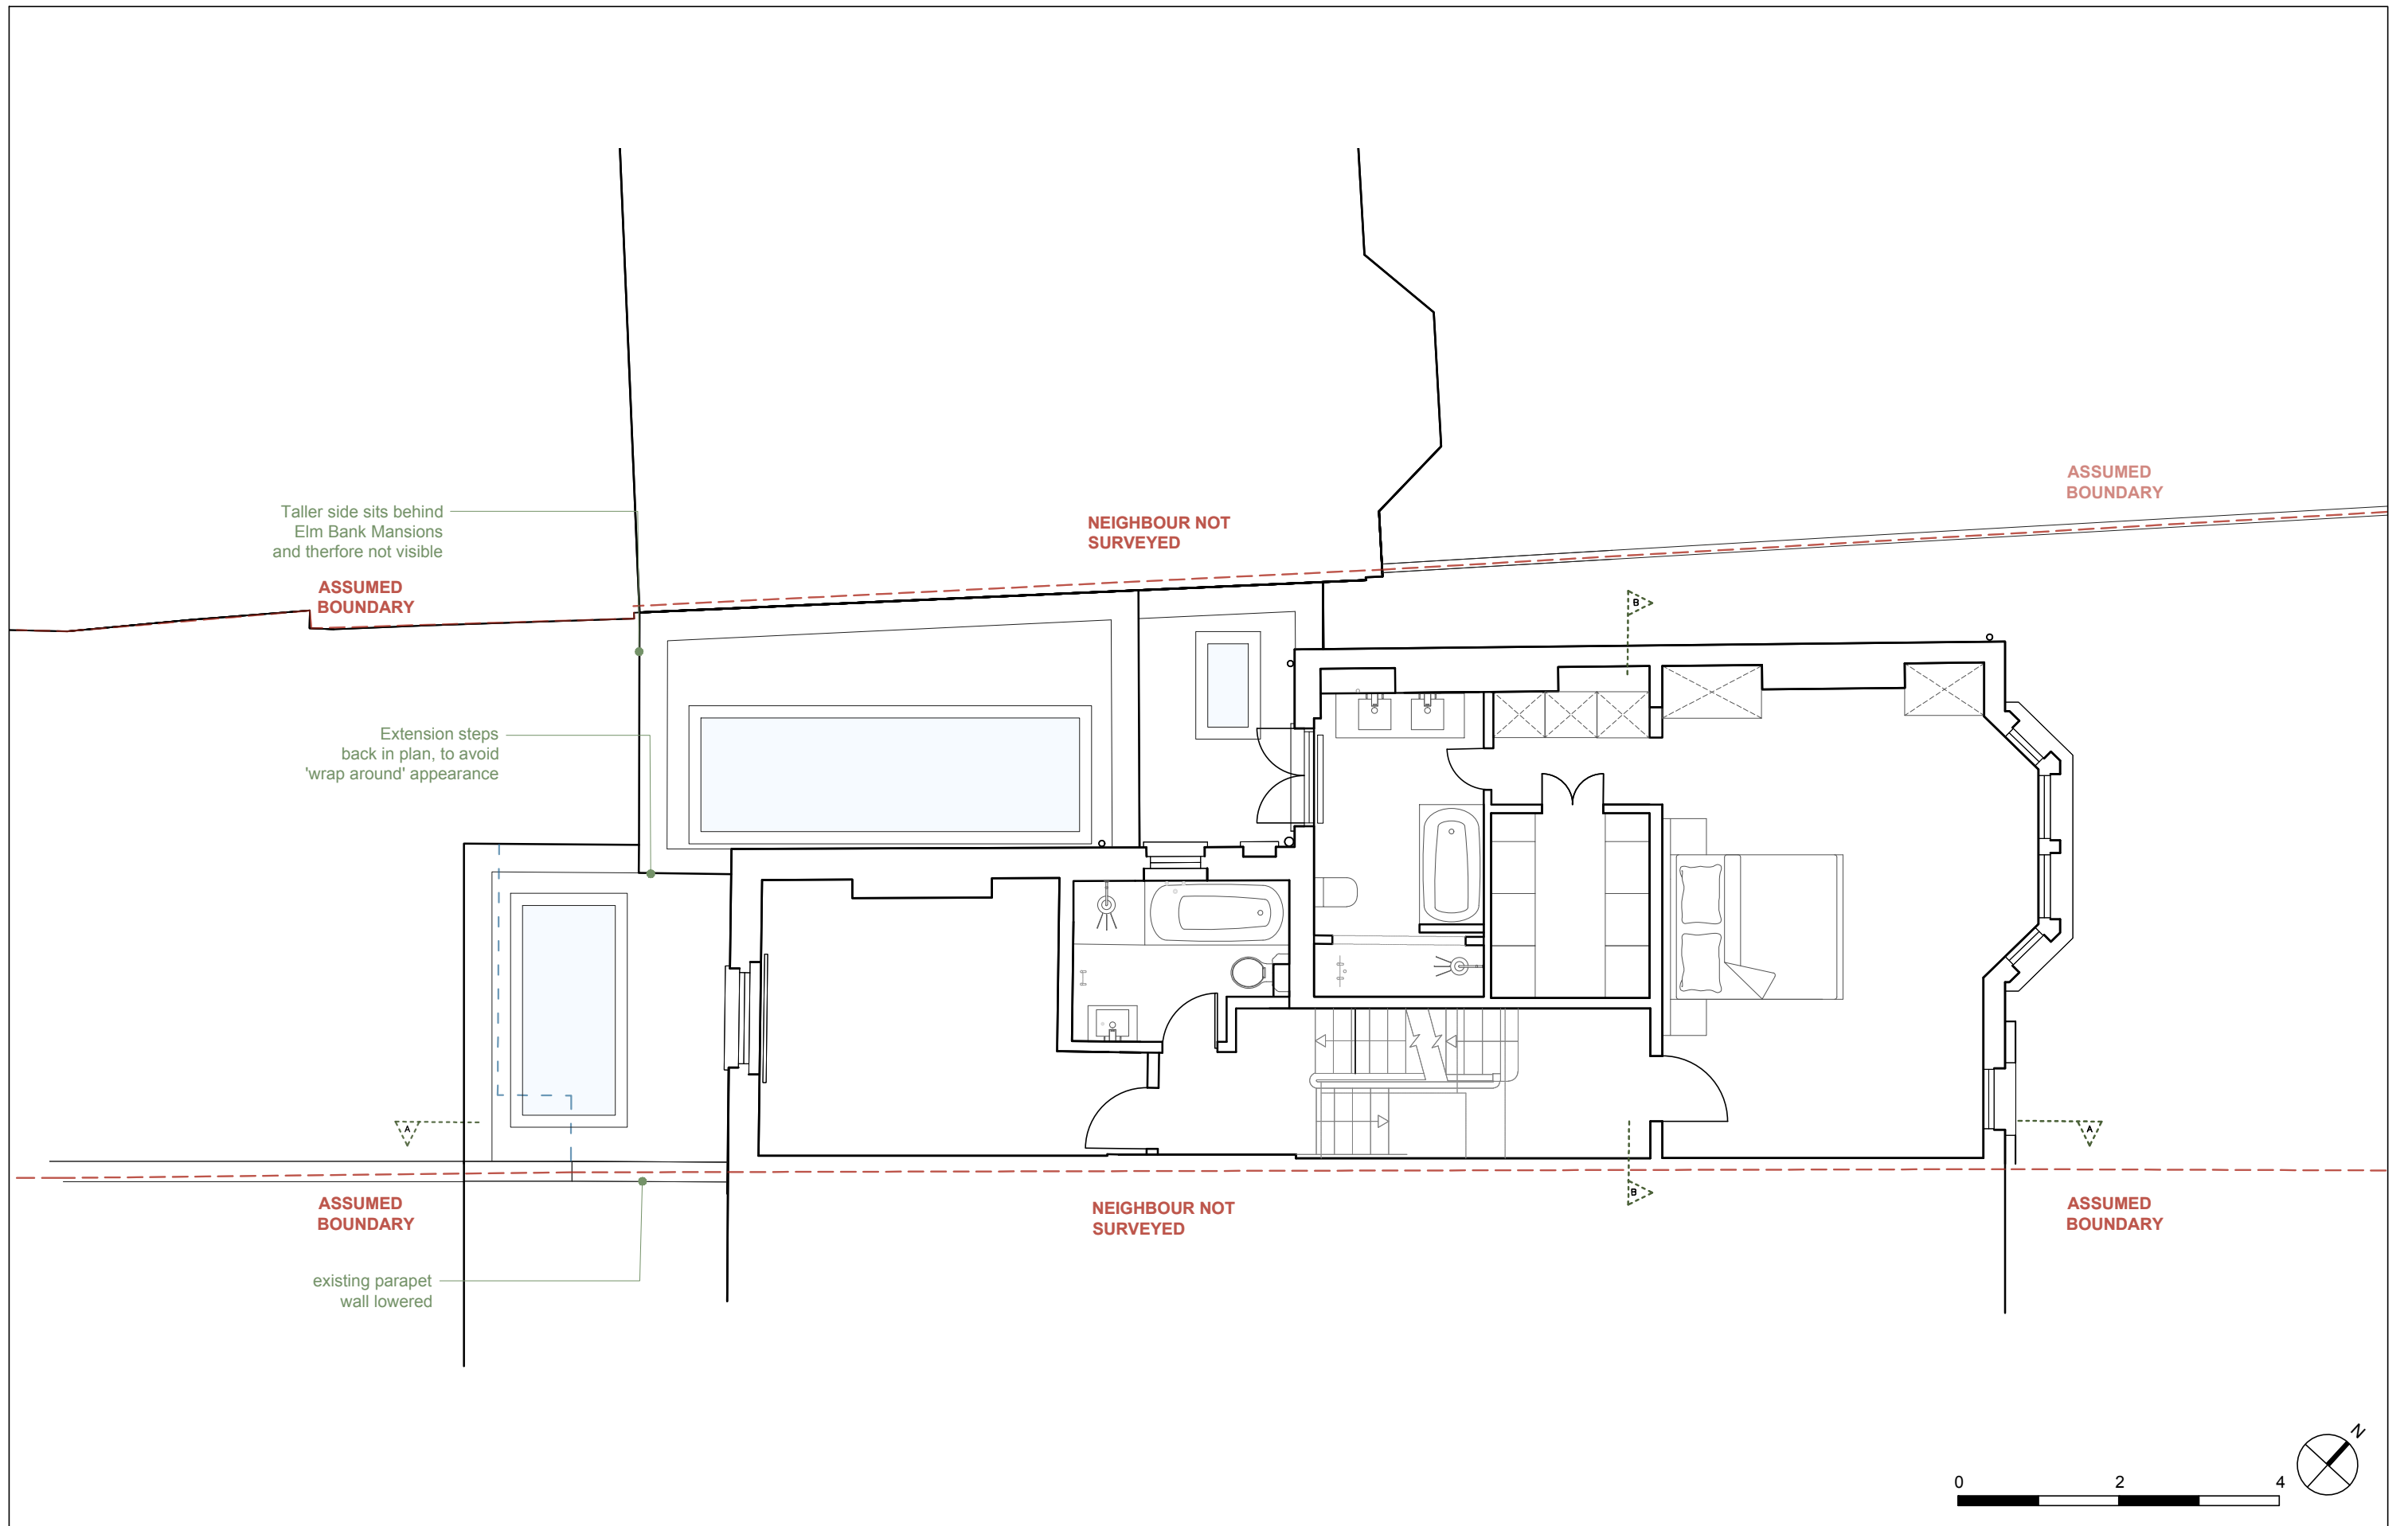 ASSUMED
BOUNDARY
Taller side sits behind
Elm Bank Mansions
and therfore not visible
NEIGHBOUR NOT
SURVEYED
ASSUMED
BOUNDARY
B
Extension steps
back in plan, to avoid
'wrap around' appearance
A
A
B
ASSUMED
BOUNDARY
NEIGHBOUR NOT
SURVEYED
ASSUMED
BOUNDARY
existing parapet
wall lowered
N
0 2 4